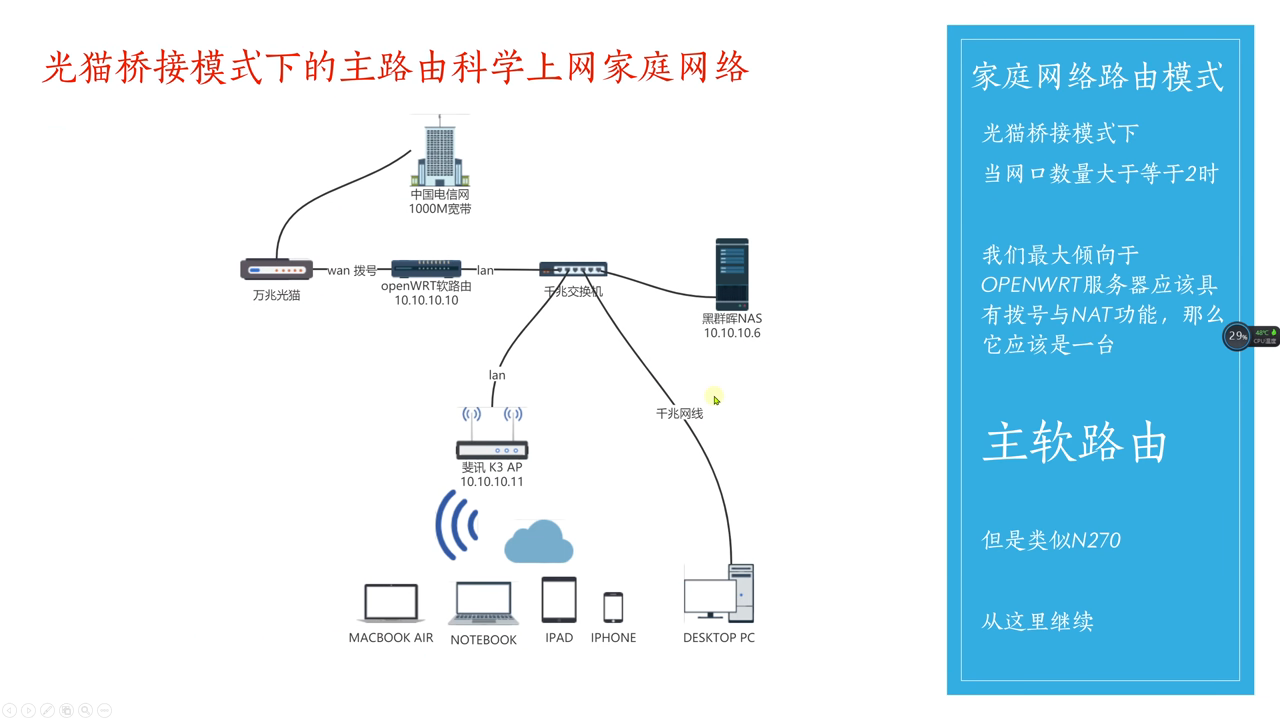 光猫桥接模式下的主路由科学上网家庭网络
中国电信网
1000M宽带
万兆光猫
wan 拨号
openWRT软路由
10.10.10.10
lan
千兆交换机
黑群晖NAS
10.10.10.6
lan
千兆网线
斐讯 K3 AP
10.10.10.11
MACBOOK AIR
NOTEBOOK
IPAD
IPHONE
DESKTOP PC
家庭网络路由模式
光猫桥接模式下
当网口数量大于等于2时
我们最大倾向于
OPENWRT服务器应该具
有拨号与NAT功能，那么
它应该是一台
主软路由
但是类似N270
从这里继续
29%
48℃
CPU温度